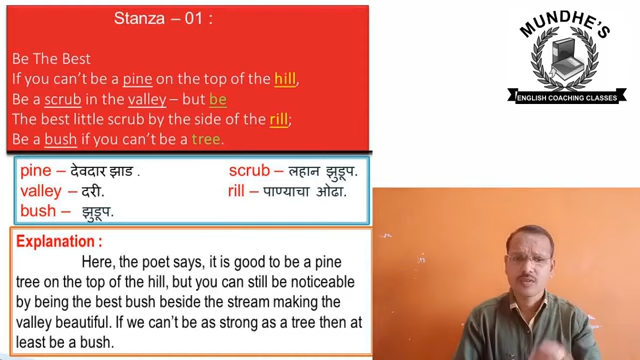 Stanza – 01 :
Be The Best
If you can't be a pine on the top of the hill,
Be a scrub in the valley – but be
The best little scrub by the side of the rill;
Be a bush if you can't be a tree.
pine – देवदार झाड .
scrub – लहान झुडूप.
valley – दरी.
rill – पाण्याचा ओढा.
bush – झुडूप.
Explanation :
Here, the poet says, it is good to be a pine
tree on the top of the hill, but you can still be noticeable
by being the best bush beside the stream making the
valley beautiful. If we can't be as strong as a tree then at
least be a bush.
MUNDHE'S
ENGLISH COACHING CLASSES